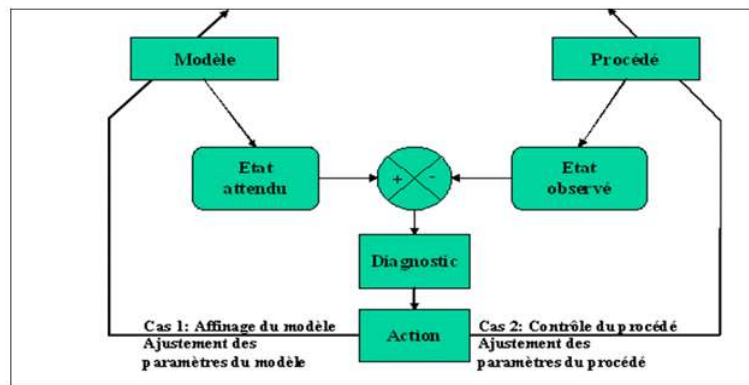 Modèle
Procédé
Etat
attendu
+
-
Etat
observé
Diagnostic
Action
Cas 1: Affinage du modèle
Ajustement des
paramètres du modèle
Cas 2: Contrôle du procédé
Ajustement des
paramètres du procédé